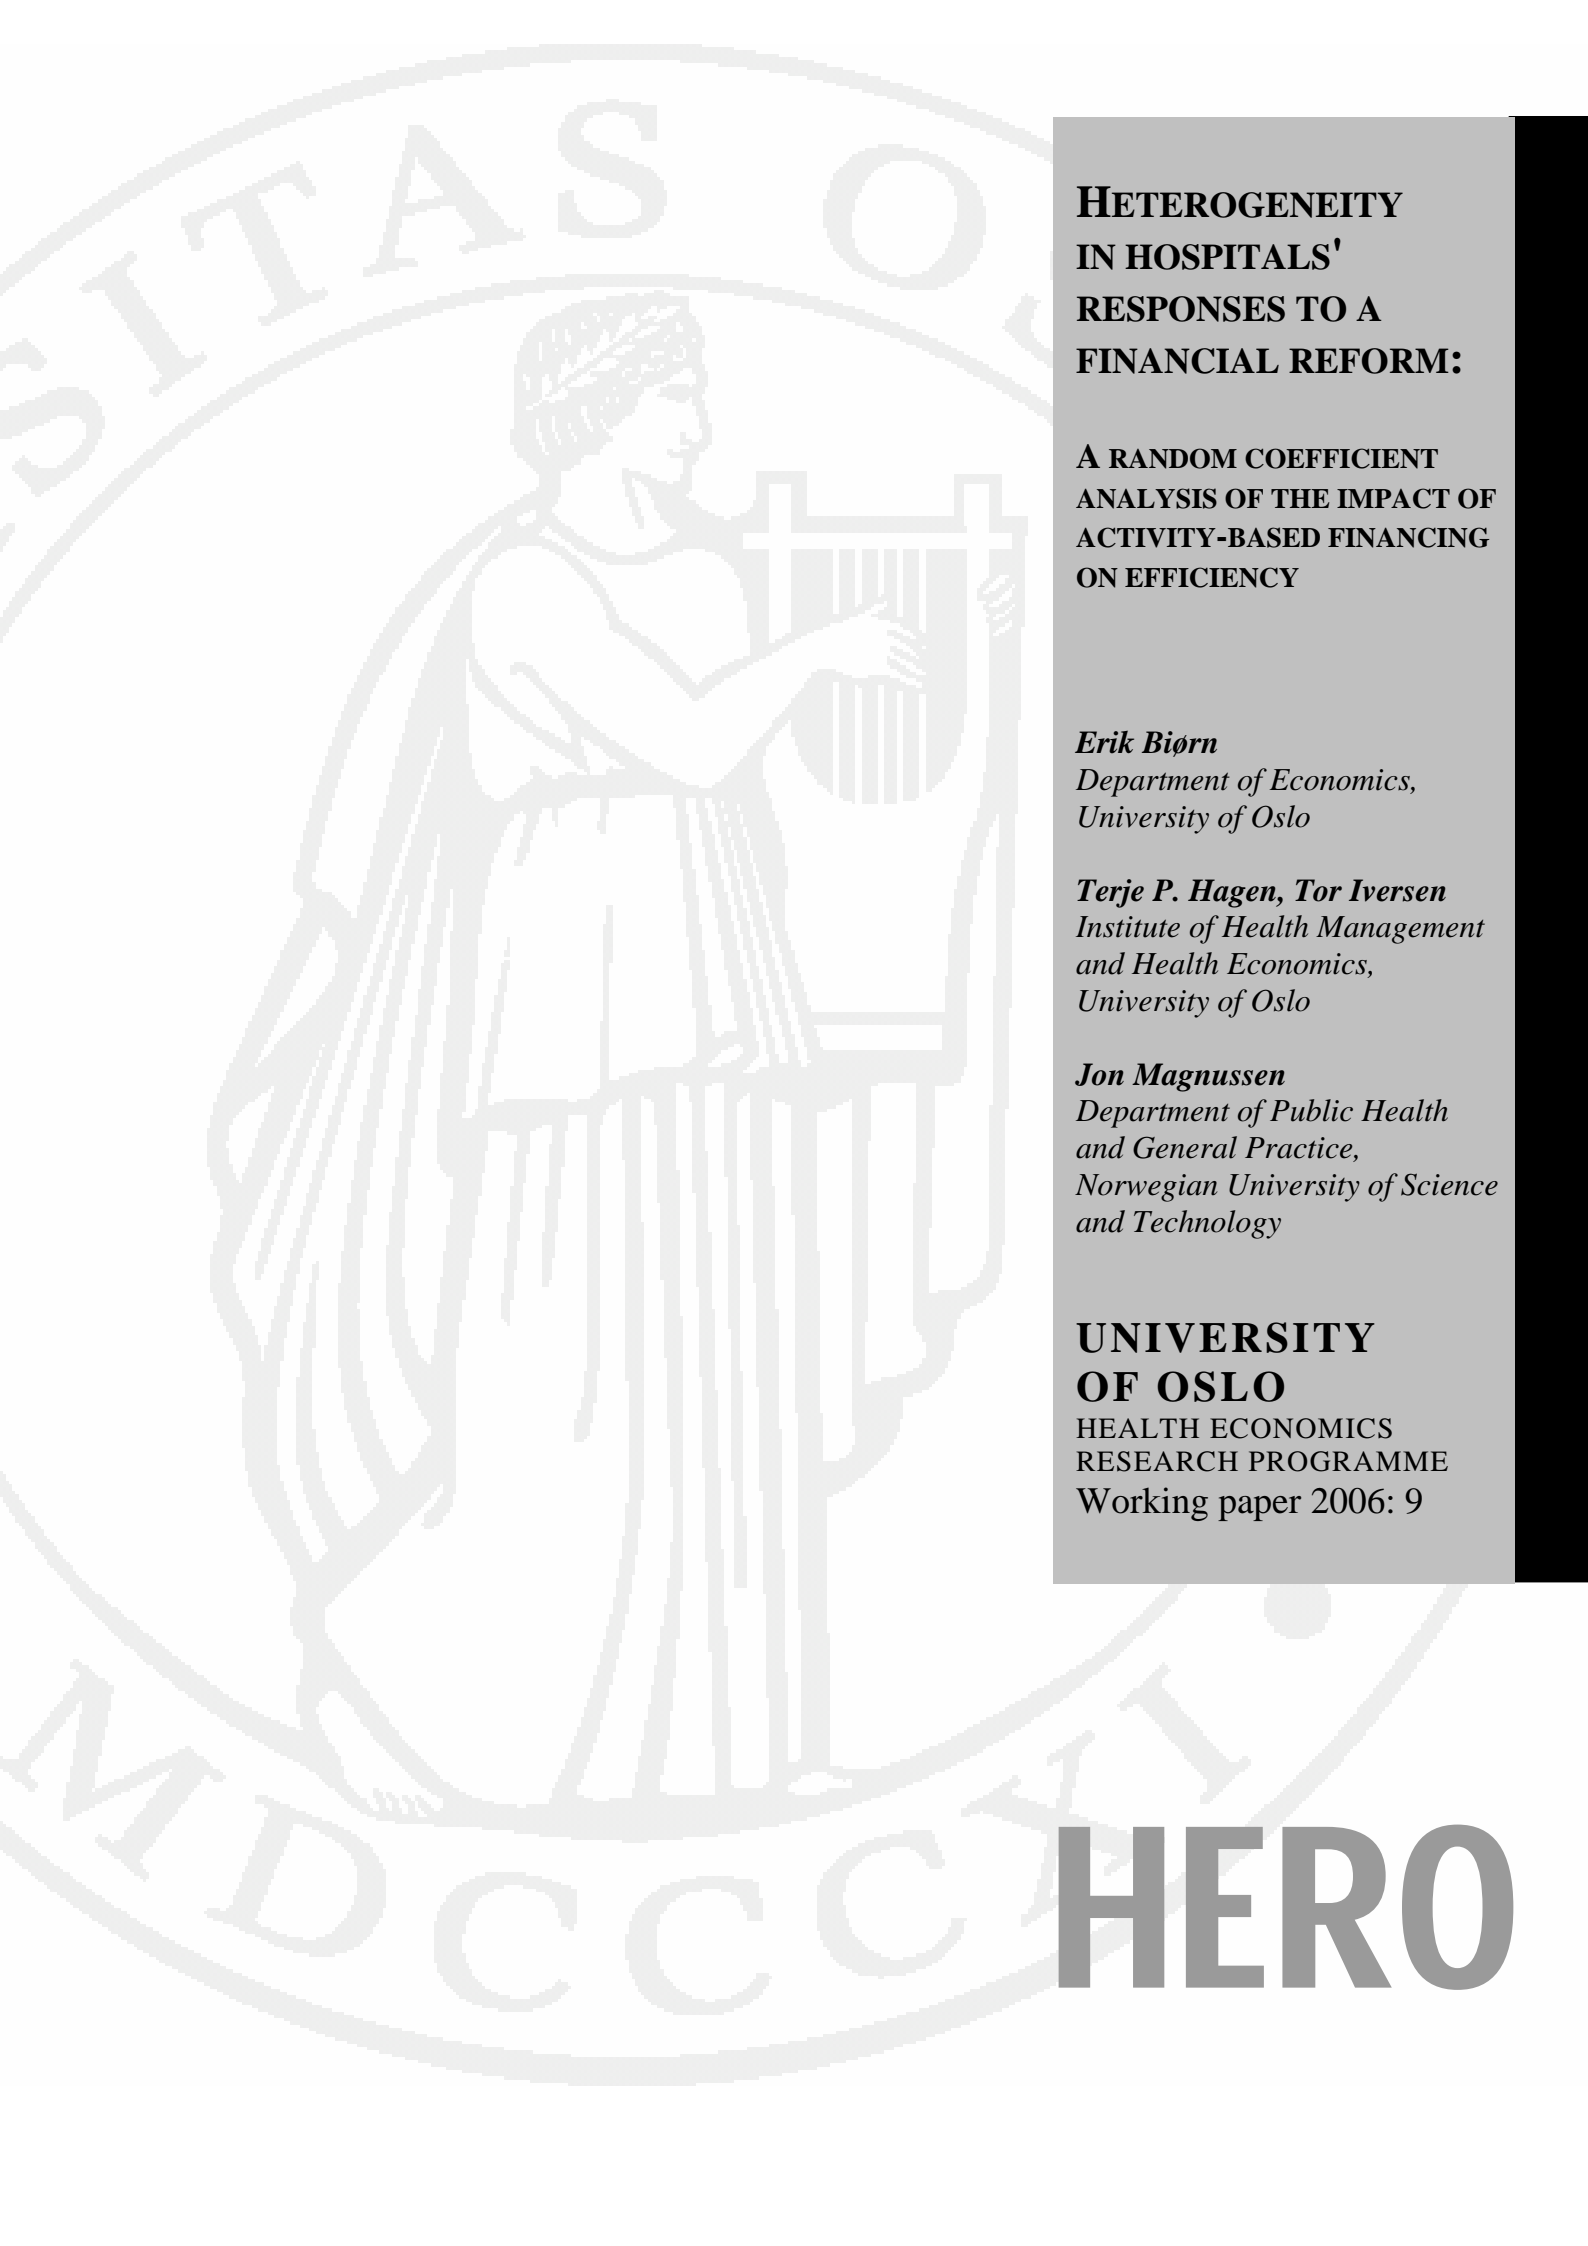 SITAS O
HETEROGENEITY
IN HOSPITALS'
RESPONSES TO A
FINANCIAL REFORM:
A RANDOM COEFFICIENT
ANALYSIS OF THE IMPACT OF
ACTIVITY-BASED FINANCING
ON EFFICIENCY
Erik Biørn
Department of Economics,
University of Oslo
Terje P. Hagen, Tor Iversen
Institute of Health Management
and Health Economics,
University of Oslo
Jon Magnussen
Department of Public Health
and General Practice,
Norwegian University of Science
and Technology
UNIVERSITY
OF OSLO
HEALTH ECONOMICS
RESEARCH PROGRAMME
Working paper 2006: 9
MDCCCXI
HERO